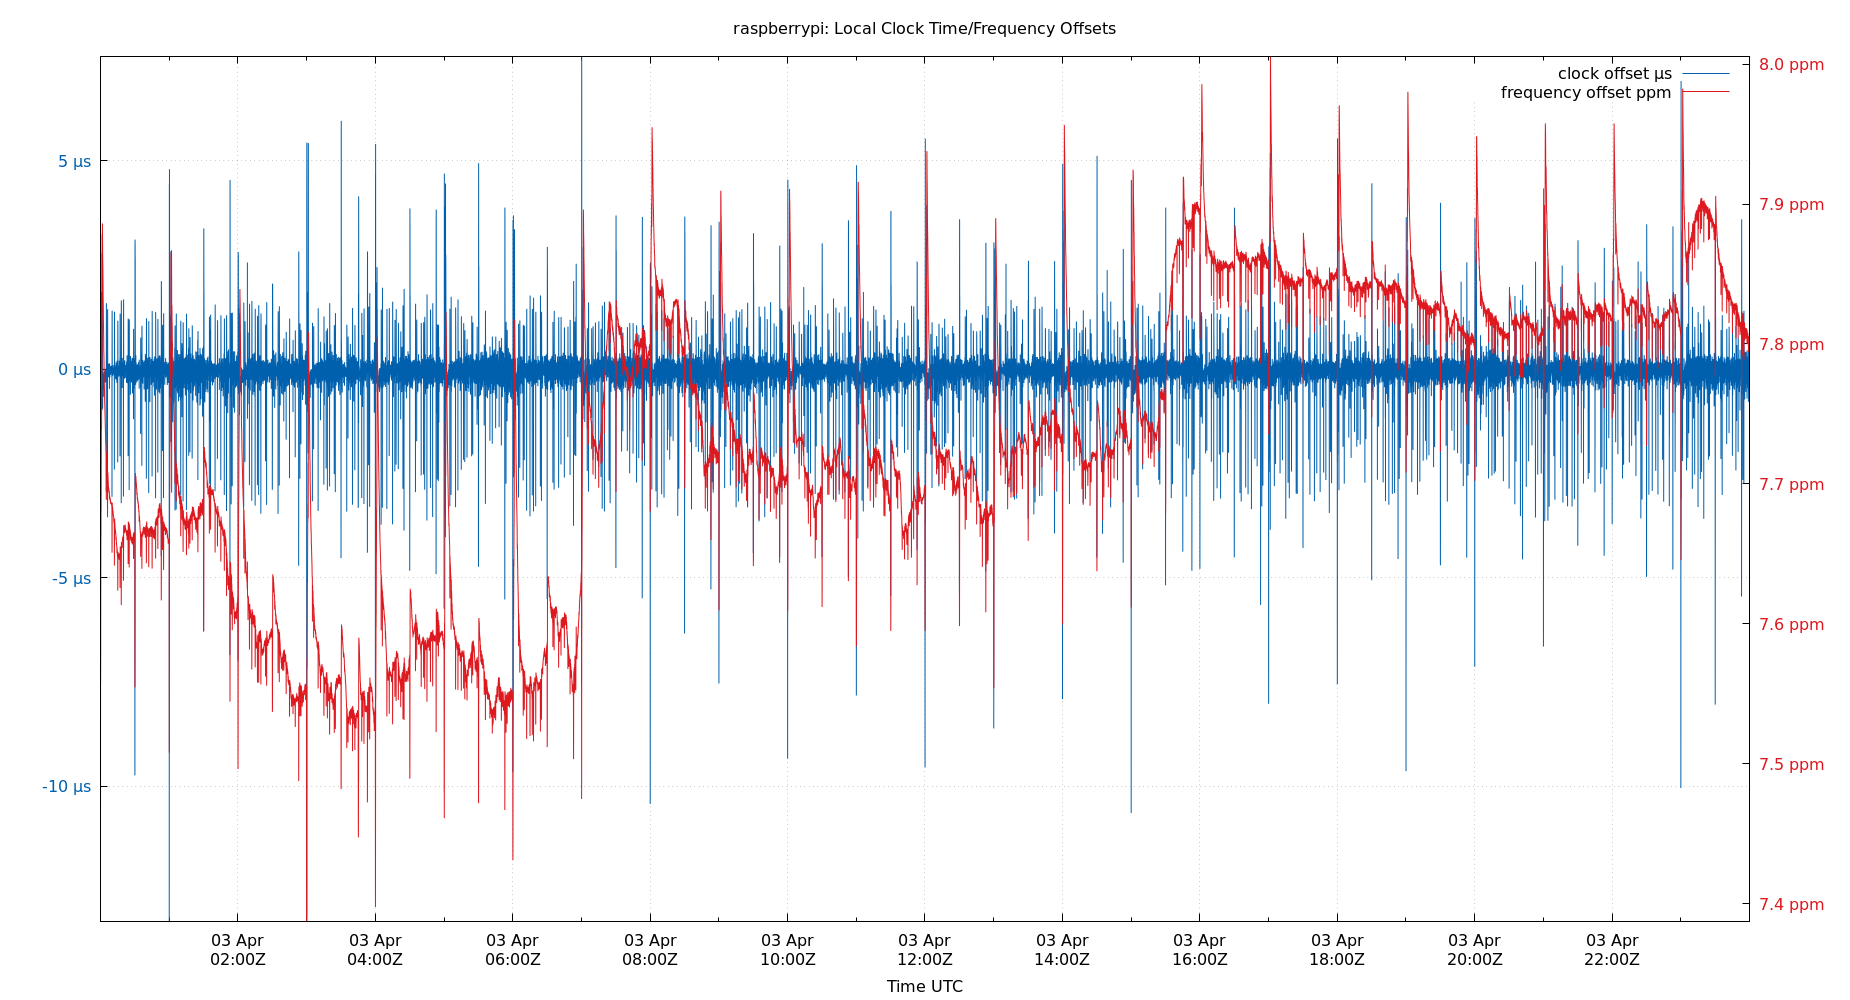 raspberrypi: Local Clock Time/Frequency Offsets
clock offset µs
frequency offset ppm
5 µs
0 µs
-5 µs
-10 µs
8.0 ppm
7.9 ppm
7.8 ppm
7.7 ppm
7.6 ppm
7.5 ppm
7.4 ppm
03 Apr 03 Apr 03 Apr 03 Apr 03 Apr 03 Apr 03 Apr 03 Apr 03 Apr 03 Apr 03 Apr
02:00Z 04:00Z 06:00Z 08:00Z 10:00Z 12:00Z 14:00Z 16:00Z 18:00Z 20:00Z 22:00Z
Time UTC